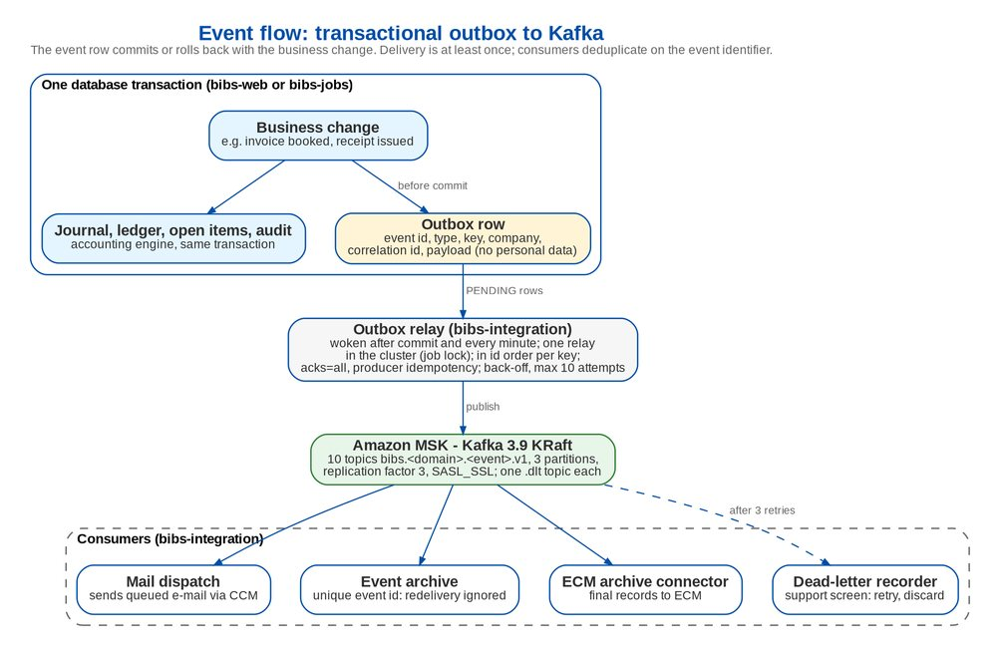 Event flow: transactional outbox to Kafka
The event row commits or rolls back with the business change. Delivery is at least once; consumers deduplicate on the event identifier.
One database transaction (bibs-web or bibs-jobs)
Business change
e.g. invoice booked, receipt issued
before commit
Journal, ledger, open items, audit
accounting engine, same transaction
Outbox row
event id, type, key, company,
correlation id, payload (no personal data)
PENDING rows
Outbox relay (bibs-integration)
woken after commit and every minute; one relay
in the cluster (job lock); in id order per key;
acks=all, producer idempotency; back-off, max 10 attempts
publish
Amazon MSK - Kafka 3.9 KRaft
10 topics bibs.<domain>.<event>.v1, 3 partitions,
replication factor 3, SASL_SSL; one .dlt topic each
after 3 retries
Consumers (bibs-integration)
Mail dispatch
sends queued e-mail via CCM
Event archive
unique event id: redelivery ignored
ECM archive connector
final records to ECM
Dead-letter recorder
support screen: retry, discard